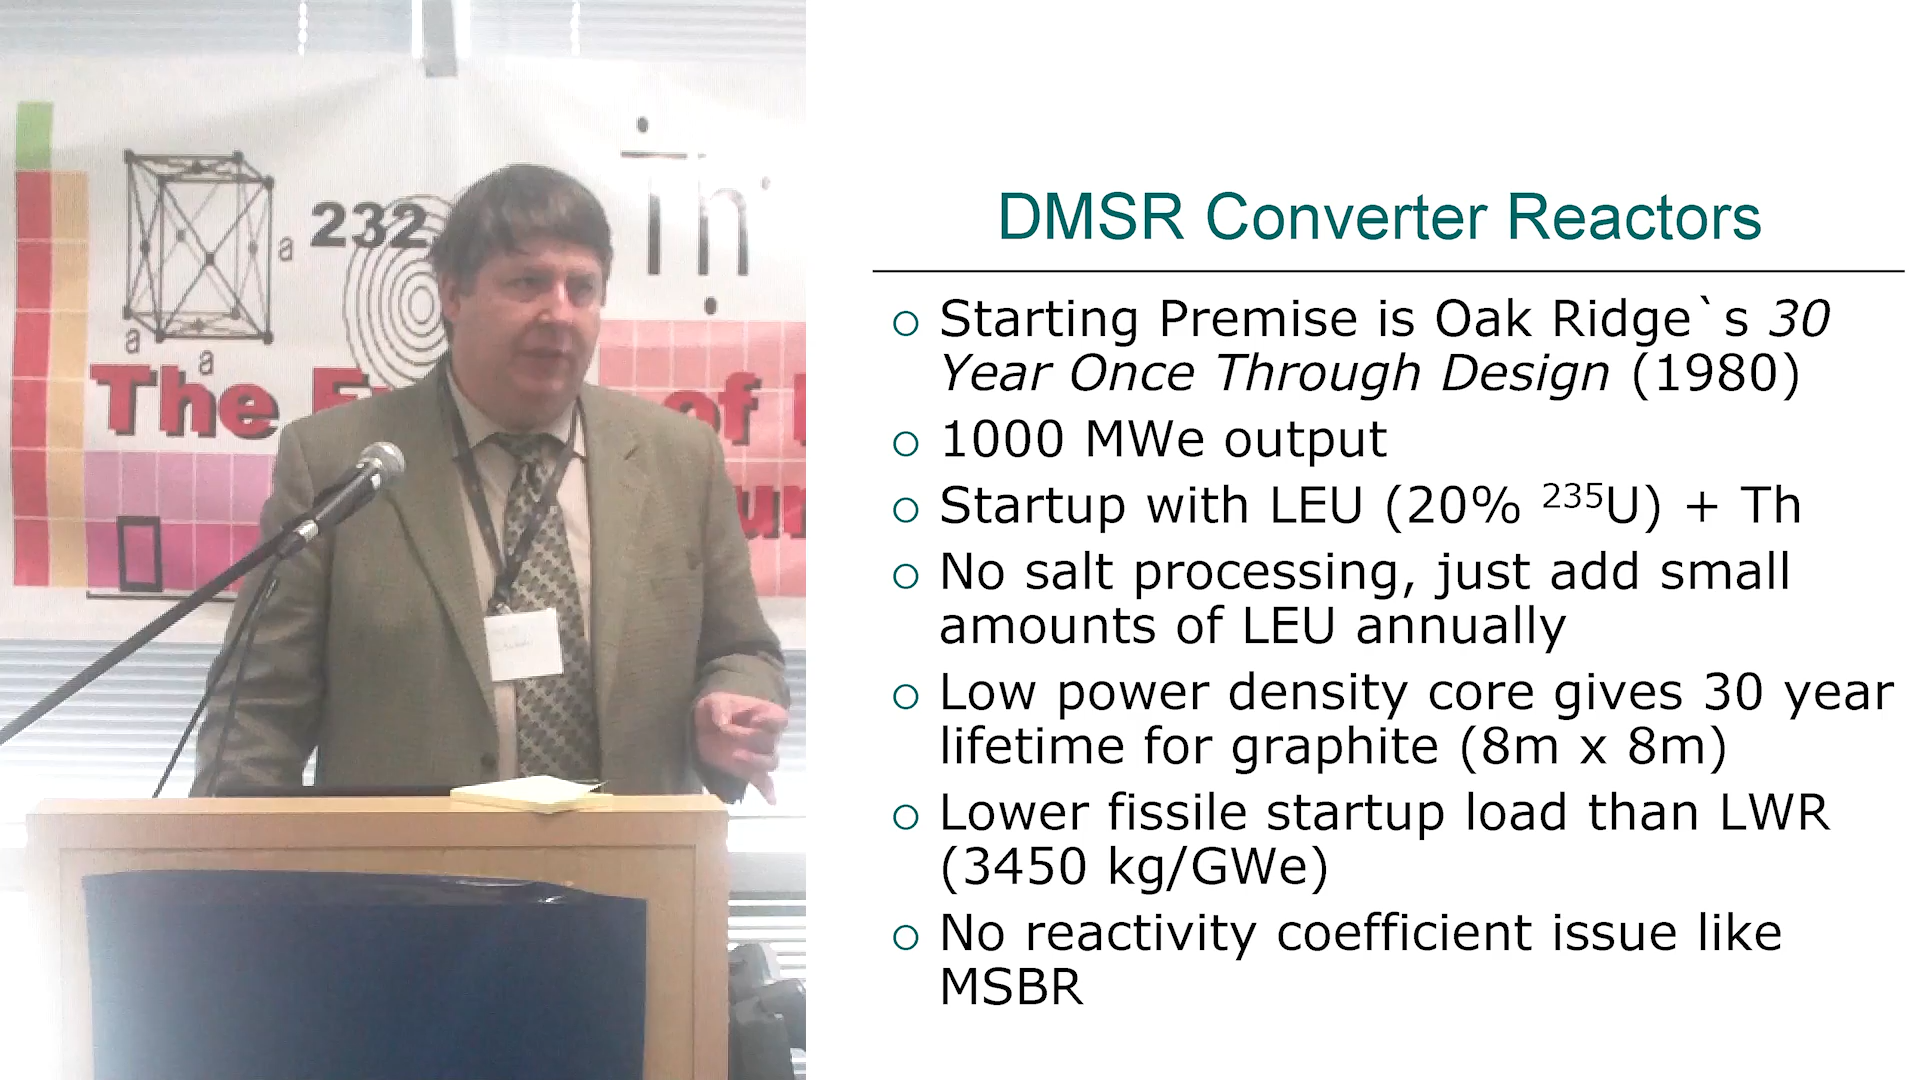 232
Th
a
a
a
The
of
DMSR Converter Reactors
Starting Premise is Oak Ridge`s 30
Year Once Through Design (1980)
1000 MWe output
Startup with LEU (20% ²³⁵U) + Th
No salt processing, just add small
amounts of LEU annually
Low power density core gives 30 year
lifetime for graphite (8m x 8m)
Lower fissile startup load than LWR
(3450 kg/GWe)
No reactivity coefficient issue like
MSBR